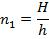 n₁ = H/h